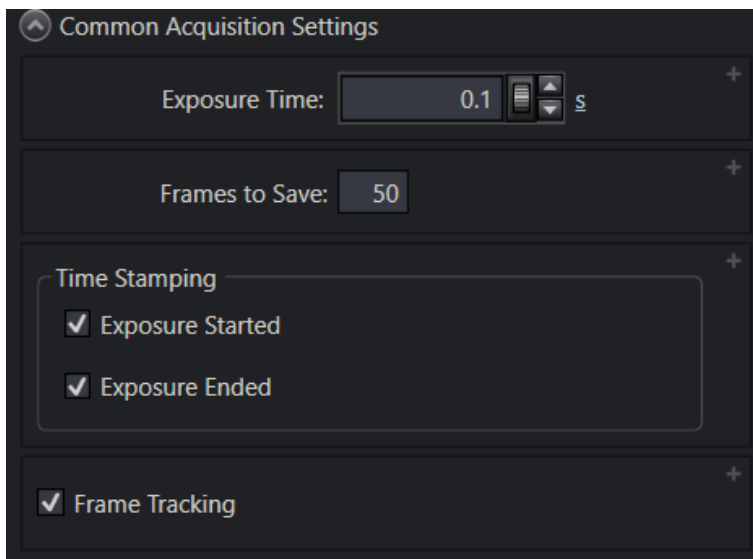 Common Acquisition Settings
Exposure Time: 0.1 s
Frames to Save: 50
Time Stamping
Exposure Started
Exposure Ended
Frame Tracking